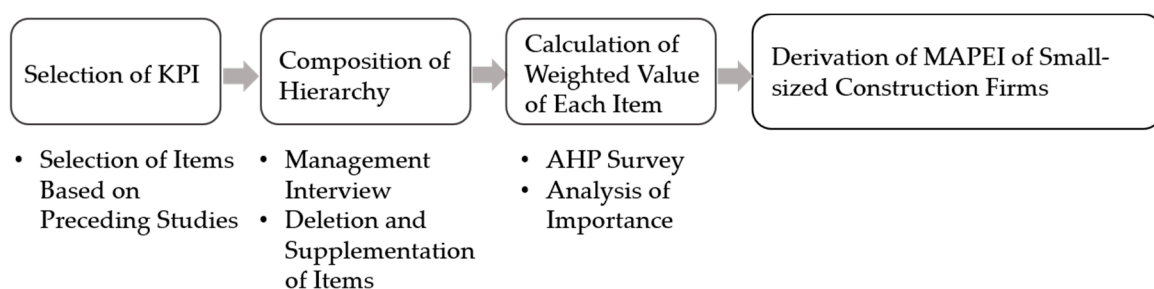 Selection of KPI
Composition of
Hierarchy
Calculation of
Weighted Value
of Each Item
Derivation of MAPEI of Small-
sized Construction Firms
• Selection of Items
Based on
Preceding Studies
• Management
Interview
• Deletion and
Supplementation
of Items
• AHP Survey
• Analysis of
Importance